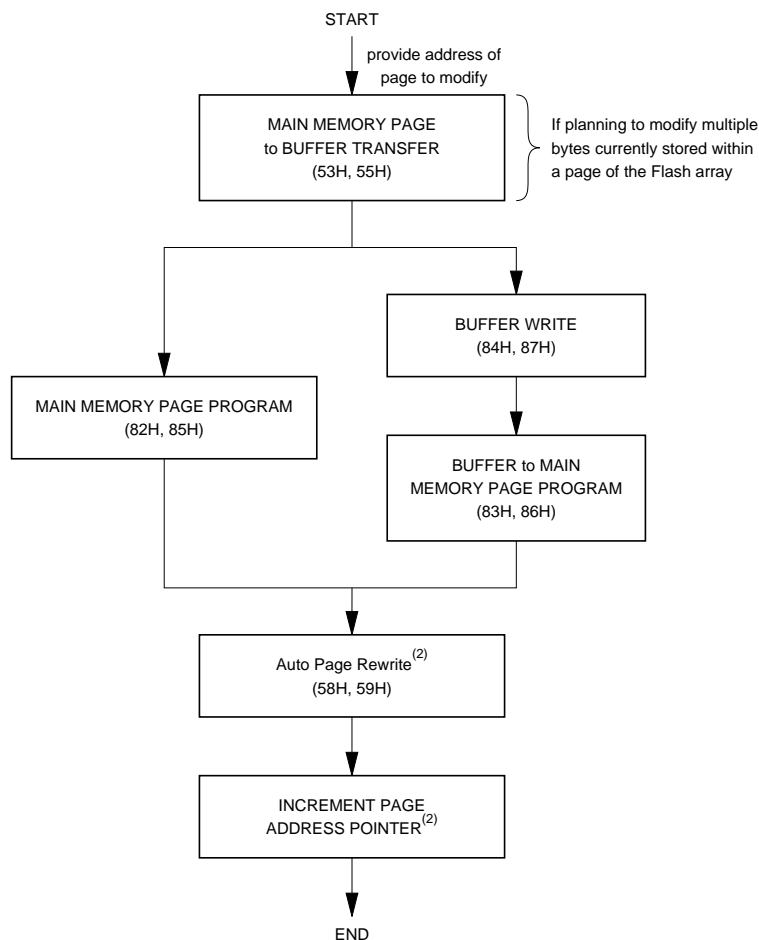 START
provide address of
page to modify
MAIN MEMORY PAGE
to BUFFER TRANSFER
(53H, 55H)
If planning to modify multiple
bytes currently stored within
a page of the Flash array
BUFFER WRITE
(84H, 87H)
MAIN MEMORY PAGE PROGRAM
(82H, 85H)
BUFFER to MAIN
MEMORY PAGE PROGRAM
(83H, 86H)
Auto Page Rewrite(2)
(58H, 59H)
INCREMENT PAGE
ADDRESS POINTER(2)
END